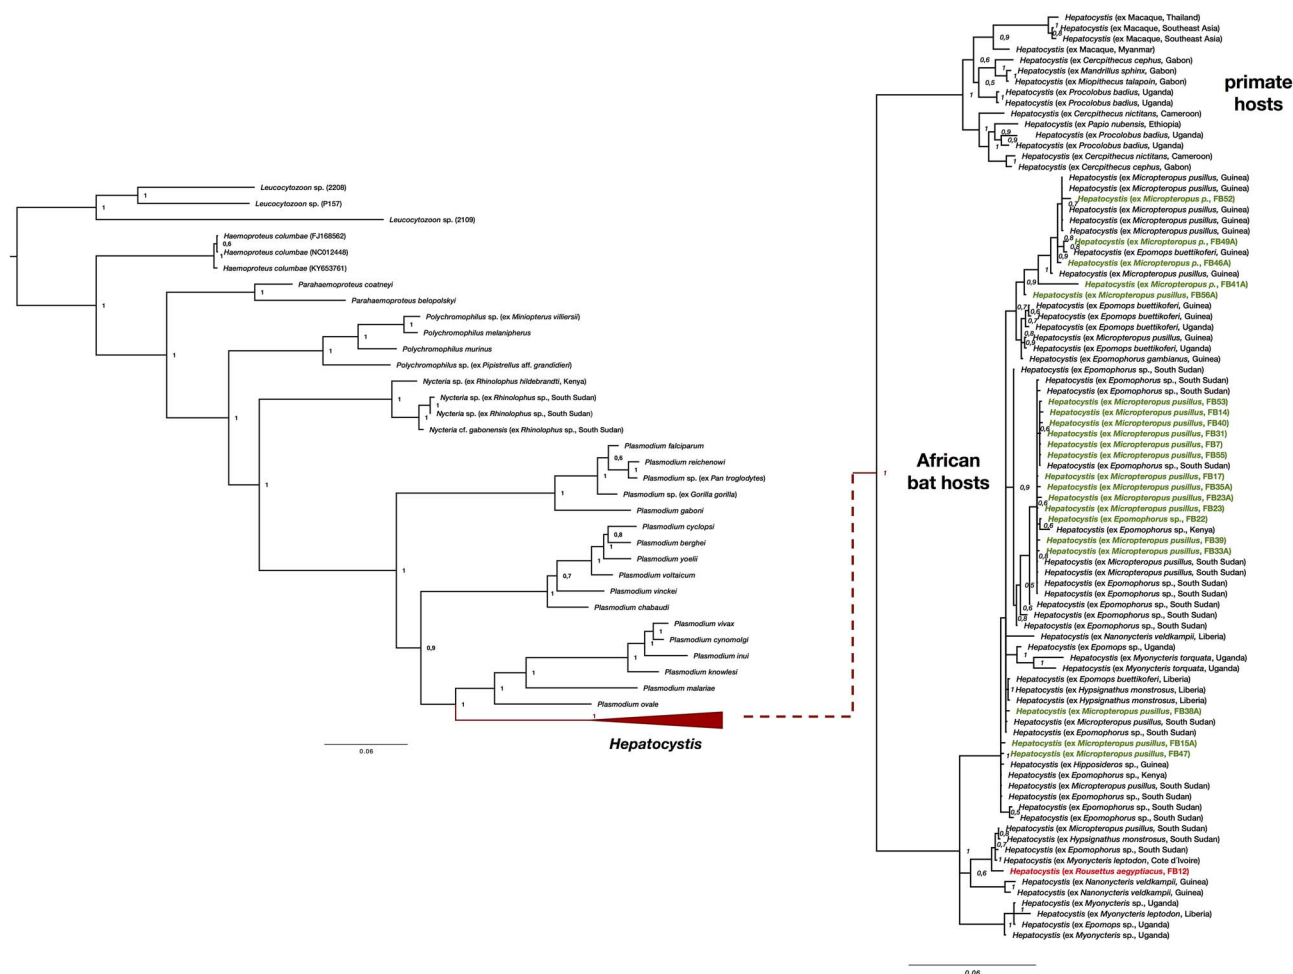 Leucocytozoon sp. (2208)
Leucocytozoon sp. (P157)
Leucocytozoon sp. (2109)
Haemoproteus columbae (FJ168562)
Haemoproteus columbae (NC012448)
Haemoproteus columbae (KY653761)
Parahaemoproteus coatneyi
Parahaemoproteus belopolskyi
Polychromophilus sp. (ex Miniopterus villiersii)
Polychromophilus melanipherus
Polychromophilus murinus
Polychromophilus sp. (ex Pipistrellus aff. grandidieri)
Nycteria sp. (ex Rhinolophus hildebrandti, Kenya)
Nycteria sp. (ex Rhinolophus sp., South Sudan)
Nycteria sp. (ex Rhinolophus sp., South Sudan)
Nycteria cf. gabonensis (ex Rhinolophus sp., South Sudan)
Plasmodium falciparum
Plasmodium reichenowi
Plasmodium sp. (ex Pan troglodytes)
Plasmodium sp. (ex Gorilla gorilla)
Plasmodium gaboni
Plasmodium cyclopsi
Plasmodium berghei
Plasmodium yoelii
Plasmodium voltaicum
Plasmodium vinckei
Plasmodium chabaudi
Plasmodium vivax
Plasmodium cynomolgi
Plasmodium inui
Plasmodium knowlesi
Plasmodium malariae
Plasmodium ovale
Hepatocystis
0.06
primate
hosts
African
bat hosts
Hepatocystis (ex Macaque, Thailand)
Hepatocystis (ex Macaque, Southeast Asia)
Hepatocystis (ex Macaque, Southeast Asia)
Hepatocystis (ex Macaque, Myanmar)
Hepatocystis (ex Cercpithecus cephus, Gabon)
Hepatocystis (ex Mandrillus sphinx, Gabon)
Hepatocystis (ex Miopithecus talapoin, Gabon)
Hepatocystis (ex Procolobus badius, Uganda)
Hepatocystis (ex Procolobus badius, Uganda)
Hepatocystis (ex Cercpithecus nictitans, Cameroon)
Hepatocystis (ex Papio nubensis, Ethiopia)
Hepatocystis (ex Procolobus badius, Uganda)
Hepatocystis (ex Procolobus badius, Uganda)
Hepatocystis (ex Cercpithecus nictitans, Cameroon)
Hepatocystis (ex Cercpithecus cephus, Gabon)
Hepatocystis (ex Micropteropus pusillus, Guinea)
Hepatocystis (ex Micropteropus pusillus, Guinea)
Hepatocystis (ex Micropteropus p., FB52)
Hepatocystis (ex Micropteropus pusillus, Guinea)
Hepatocystis (ex Micropteropus pusillus, Guinea)
Hepatocystis (ex Micropteropus pusillus, Guinea)
Hepatocystis (ex Micropteropus p., FB49A)
Hepatocystis (ex Epomops buettikoferi, Guinea)
Hepatocystis (ex Micropteropus p., FB46A)
Hepatocystis (ex Micropteropus pusillus, Guinea)
Hepatocystis (ex Micropteropus p., FB41A)
Hepatocystis (ex Micropteropus pusillus, FB56A)
Hepatocystis (ex Epomops buettikoferi, Guinea)
Hepatocystis (ex Epomops buettikoferi, Guinea)
Hepatocystis (ex Epomops buettikoferi, Uganda)
Hepatocystis (ex Micropteropus pusillus, Guinea)
Hepatocystis (ex Epomops buettikoferi, Uganda)
Hepatocystis (ex Epomophorus gambianus, Guinea)
Hepatocystis (ex Epomophorus sp., South Sudan)
Hepatocystis (ex Epomophorus sp., South Sudan)
Hepatocystis (ex Epomophorus sp., South Sudan)
Hepatocystis (ex Micropteropus pusillus, FB53)
Hepatocystis (ex Micropteropus pusillus, FB14)
Hepatocystis (ex Micropteropus pusillus, FB40)
Hepatocystis (ex Micropteropus pusillus, FB31)
Hepatocystis (ex Micropteropus pusillus, FB7)
Hepatocystis (ex Micropteropus pusillus, FB55)
Hepatocystis (ex Epomophorus sp., South Sudan)
Hepatocystis (ex Micropteropus pusillus, FB17)
Hepatocystis (ex Micropteropus pusillus, FB35A)
Hepatocystis (ex Micropteropus pusillus, FB23A)
Hepatocystis (ex Micropteropus pusillus, FB23)
Hepatocystis (ex Epomophorus sp., FB22)
Hepatocystis (ex Epomophorus sp., Kenya)
Hepatocystis (ex Micropteropus pusillus, FB39)
Hepatocystis (ex Micropteropus pusillus, FB33A)
Hepatocystis (ex Micropteropus pusillus, South Sudan)
Hepatocystis (ex Micropteropus pusillus, South Sudan)
Hepatocystis (ex Epomophorus sp., South Sudan)
Hepatocystis (ex Epomophorus sp., South Sudan)
Hepatocystis (ex Epomophorus sp., South Sudan)
Hepatocystis (ex Epomophorus sp., South Sudan)
Hepatocystis (ex Epomophorus sp., South Sudan)
Hepatocystis (ex Nanonycteris veldkampii, Liberia)
Hepatocystis (ex Epomops sp., Uganda)
Hepatocystis (ex Myonycteris torquata, Uganda)
Hepatocystis (ex Myonycteris torquata, Uganda)
Hepatocystis (ex Epomops buettikoferi, Liberia)
Hepatocystis (ex Hypsignathus monstrosus, Liberia)
Hepatocystis (ex Hypsignathus monstrosus, Liberia)
Hepatocystis (ex Micropteropus pusillus, FB38A)
Hepatocystis (ex Micropteropus pusillus, South Sudan)
Hepatocystis (ex Epomophorus sp., South Sudan)
Hepatocystis (ex Micropteropus pusillus, FB15A)
Hepatocystis (ex Micropteropus pusillus, FB47)
Hepatocystis (ex Hipposideros sp., Guinea)
Hepatocystis (ex Epomophorus sp., Kenya)
Hepatocystis (ex Micropteropus pusillus, South Sudan)
Hepatocystis (ex Epomophorus sp., South Sudan)
Hepatocystis (ex Epomophorus sp., South Sudan)
Hepatocystis (ex Epomophorus sp., South Sudan)
Hepatocystis (ex Micropteropus pusillus, South Sudan)
Hepatocystis (ex Hypsignathus monstrosus, South Sudan)
Hepatocystis (ex Epomophorus sp., South Sudan)
Hepatocystis (ex Myonycteris leptodon, Cote d´Ivoire)
Hepatocystis (ex Rousettus aegyptiacus, FB12)
Hepatocystis (ex Nanonycteris veldkampii, Guinea)
Hepatocystis (ex Nanonycteris veldkampii, Guinea)
Hepatocystis (ex Myonycteris sp., Uganda)
Hepatocystis (ex Myonycteris leptodon, Liberia)
Hepatocystis (ex Epomops sp., Uganda)
Hepatocystis (ex Myonycteris sp., Uganda)
0.06